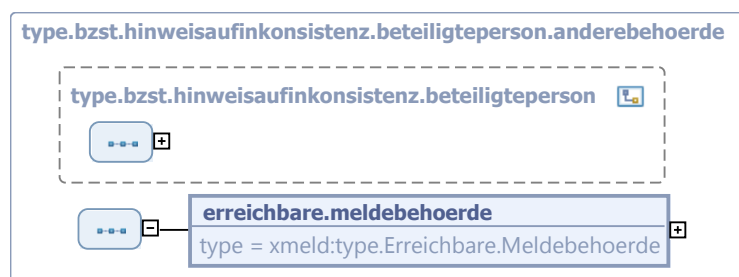 type.bzst.hinweisaufinkonsistenz.beteiligteperson.anderebehoerde
type.bzst.hinweisaufinkonsistenz.beteiligteperson
erreichbare.meldebehoerde
type = xmeld:type.Erreichbare.Meldebehoerde